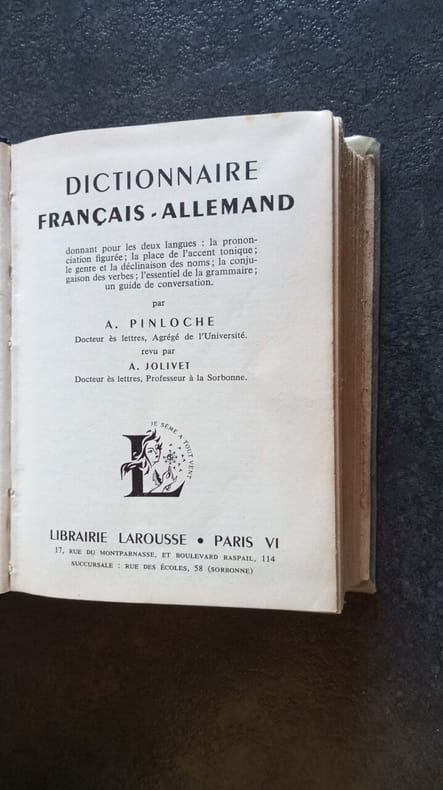 DICTIONNAIRE
FRANÇAIS - ALLEMAND
donnant pour les deux langues : la pronon-
ciation figurée ; la place de l'accent tonique ;
le genre et la déclinaison des noms ; la conju-
gaison des verbes ; l'essentiel de la grammaire ;
un guide de conversation.
par
A. PINLOCHE
Docteur ès lettres, Agrégé de l'Université.
revu par
A. JOLIVET
Docteur ès lettres, Professeur à la Sorbonne.
JE SÈME A TOUT VENT
L
LIBRAIRIE LAROUSSE • PARIS VI
17, RUE DU MONTPARNASSE, ET BOULEVARD RASPAIL, 114
SUCCURSALE : RUE DES ÉCOLES, 58 (SORBONNE)